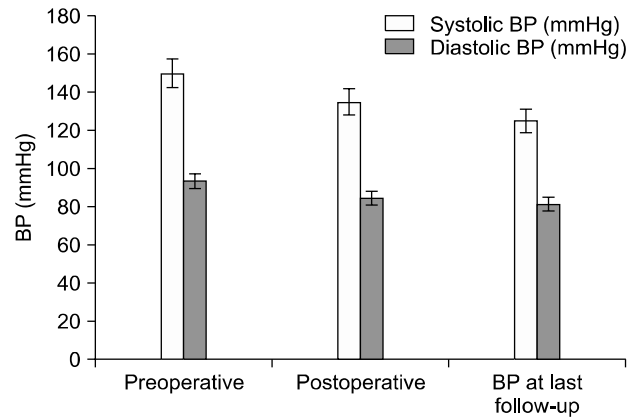 180
160
140
120
100
80
60
40
20
0
BP (mmHg)
Systolic BP (mmHg)
Diastolic BP (mmHg)
Preoperative
Postoperative
BP at last
follow-up